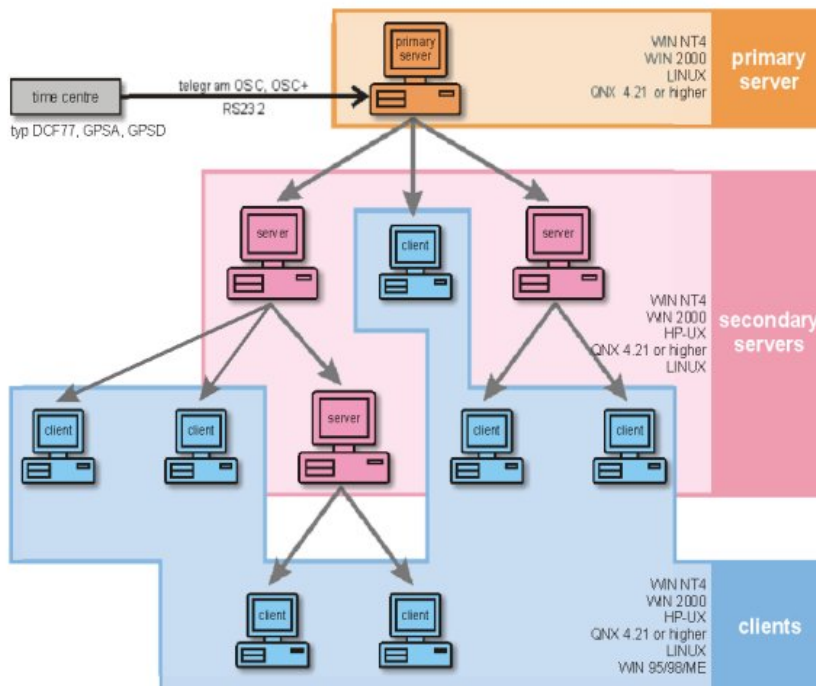 primary
server
WIN NT4
WIN 2000
LINUX
QNX 4.21 or higher
primary
server
time centre
telegram OSC, OSC+
RS232
typ DCF77, GPSA, GPSD
server
client
server
WIN NT4
WIN 2000
HP-UX
QNX 4.21 or higher
LINUX
secondary
servers
client
client
server
client
client
client
client
WIN NT4
WIN 2000
HP-UX
QNX 4.21 or higher
LINUX
WIN 95/98/ME
clients